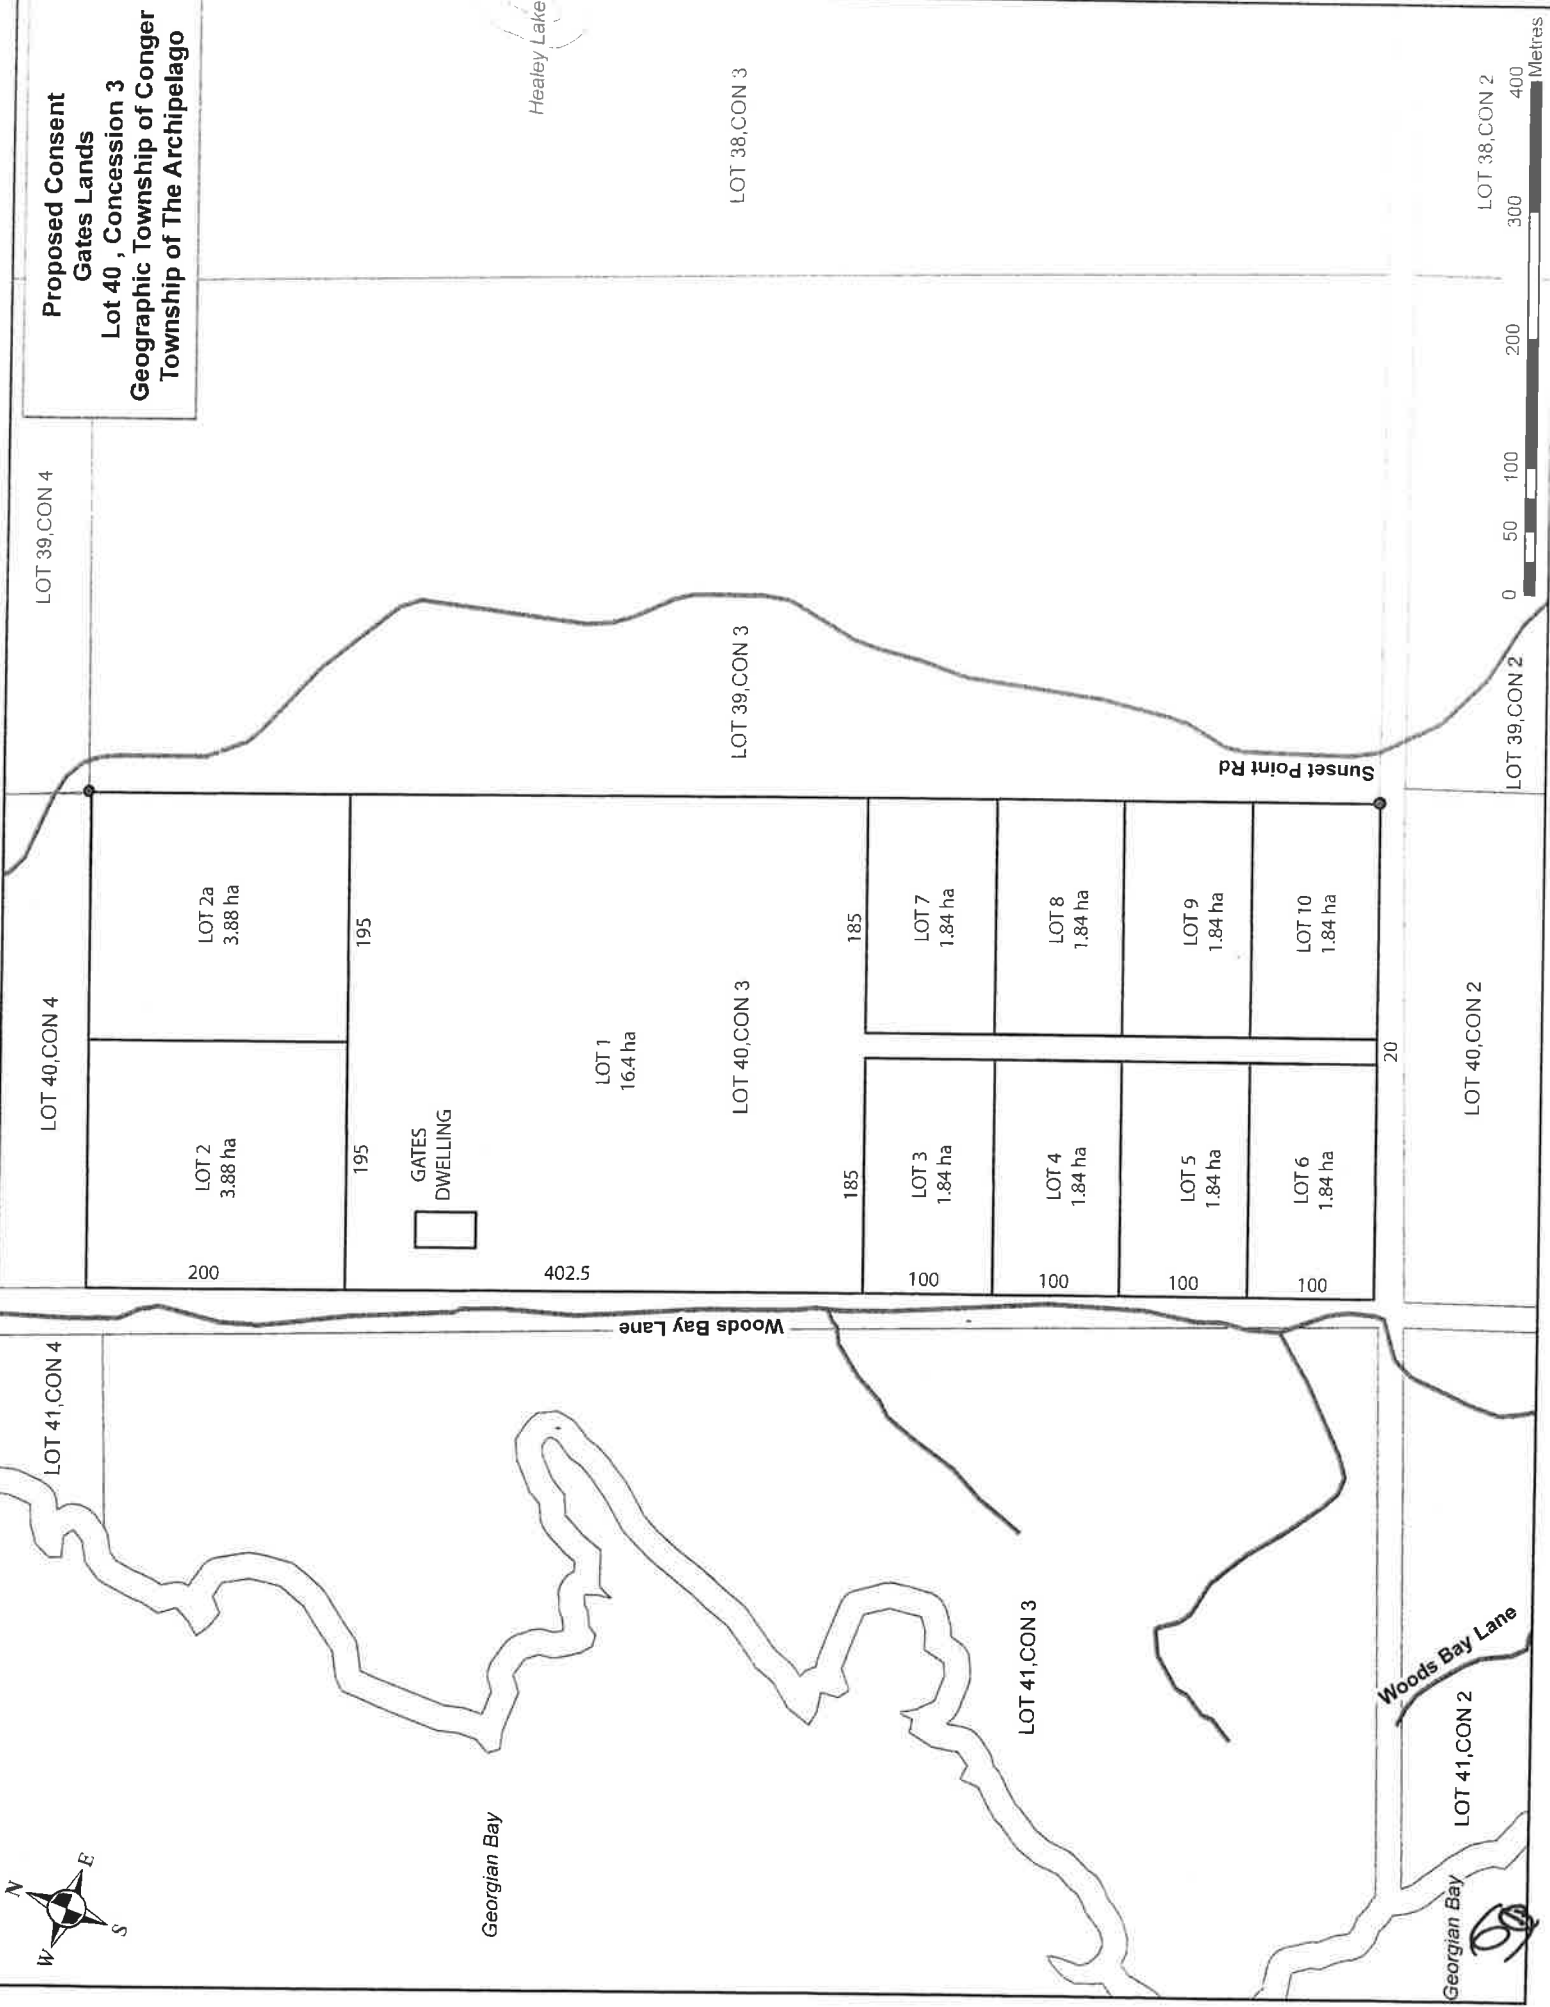 Proposed Consent
Gates Lands
Lot 40 , Concession 3
Geographic Township of Conger
Township of The Archipelago
N
W
E
S
LOT 41,CON 4
LOT 40,CON 4
LOT 39,CON 4
Healey Lake
LOT 2
3.88 ha
LOT 2a
3.88 ha
200
195
195
GATES
DWELLING
Georgian Bay
402.5
LOT 1
16.4 ha
Woods Bay Lane
LOT 40,CON 3
LOT 39,CON 3
LOT 38,CON 3
185
185
LOT 3
1.84 ha
LOT 7
1.84 ha
100
LOT 4
1.84 ha
LOT 8
1.84 ha
100
LOT 41,CON 3
LOT 5
1.84 ha
LOT 9
1.84 ha
100
LOT 6
1.84 ha
LOT 10
1.84 ha
100
Sunset Point Rd
20
Woods Bay Lane
Georgian Bay
LOT 41,CON 2
LOT 40,CON 2
LOT 39,CON 2
LOT 38,CON 2
0 50 100 200 300 400
Metres